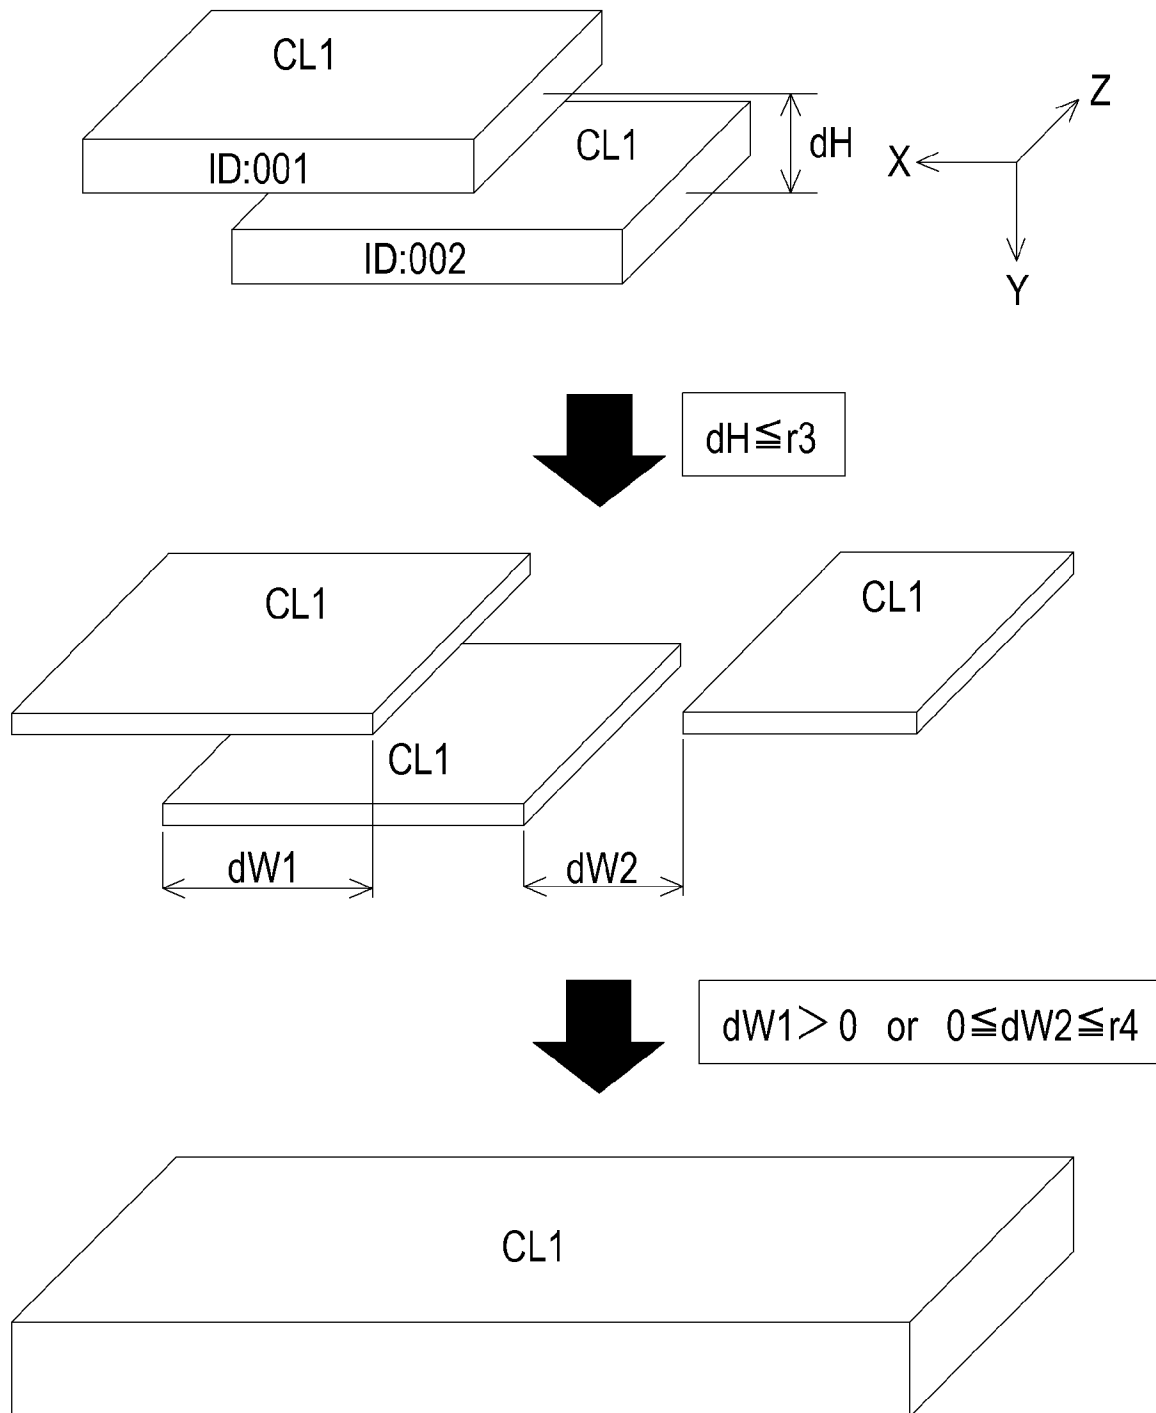 CL1
Z
CL1
dH
X
ID:001
ID:002
Y
dH≦r3
CL1
CL1
CL1
dW1
dW2
dW1>0 or 0≦dW2≦r4
CL1